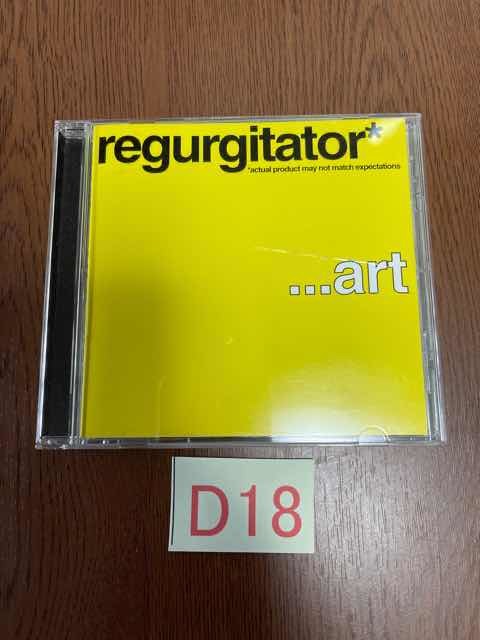 regurgitator*
*actual product may not match expectations
...art
D18